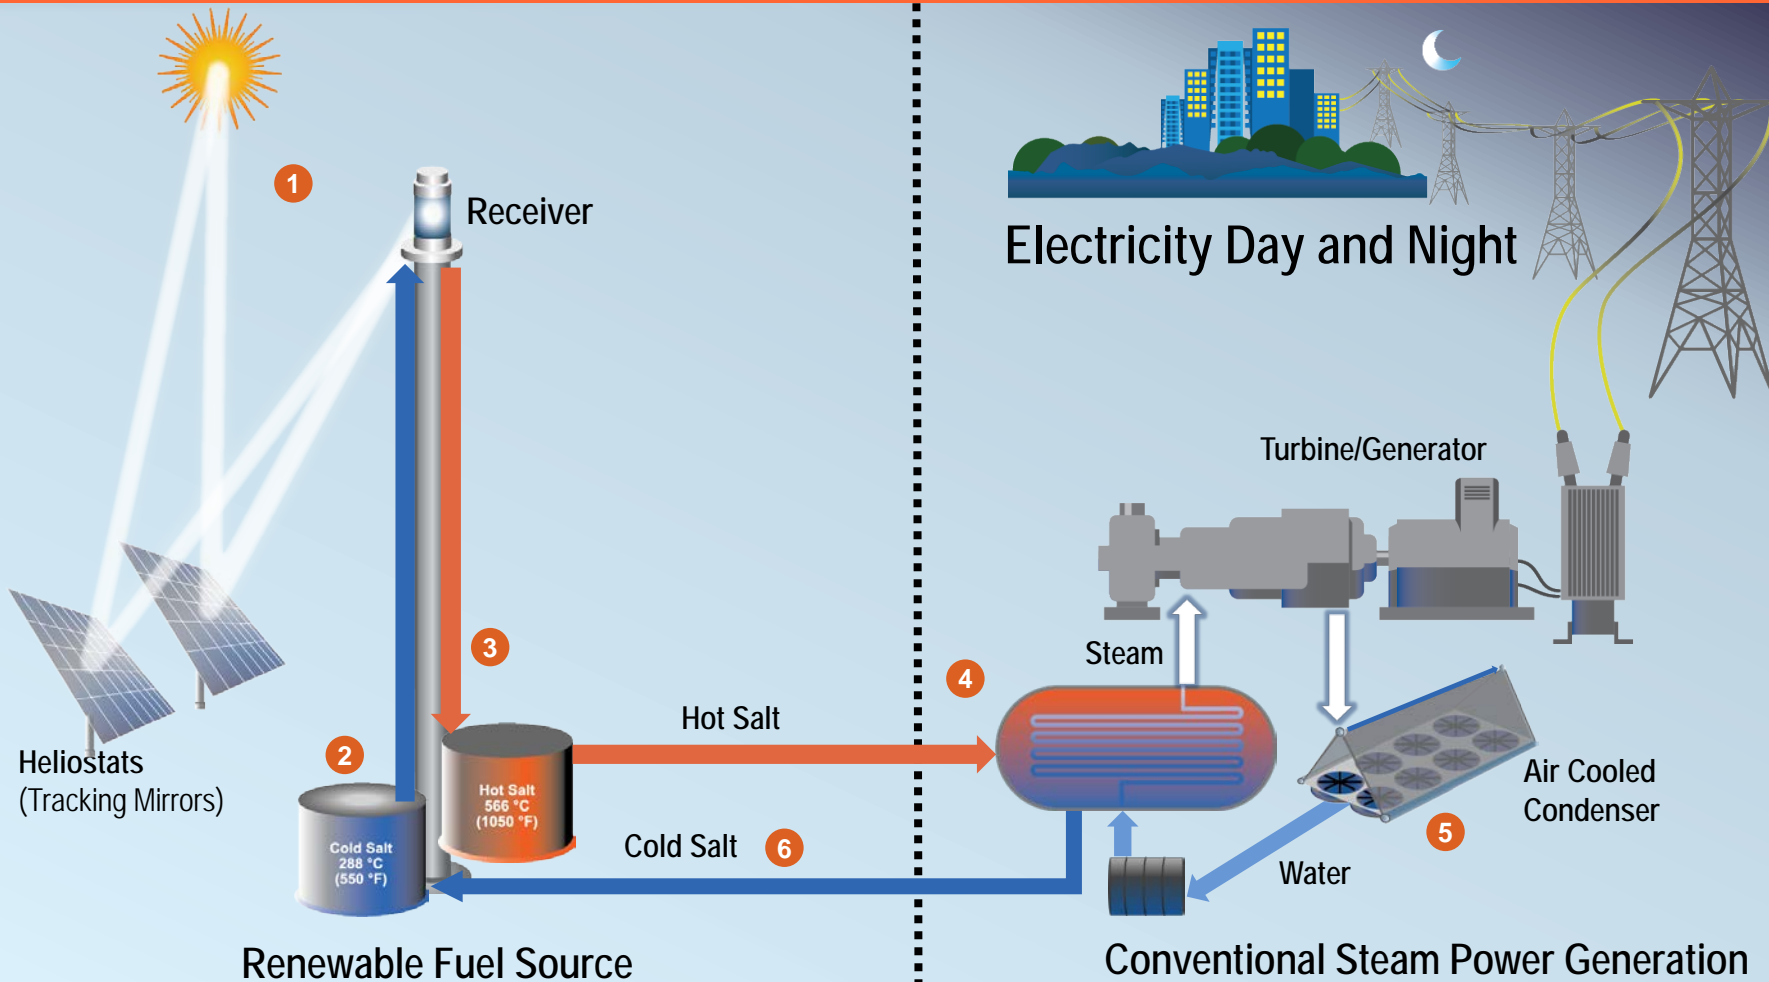 1
Receiver
Electricity Day and Night
Turbine/Generator
3
Steam
4
Hot Salt
2
Heliostats
(Tracking Mirrors)
Hot Salt
566 °C
(1050 °F)
Air Cooled
Condenser
5
Cold Salt
288 °C
(550 °F)
Cold Salt
6
Water
Renewable Fuel Source
Conventional Steam Power Generation